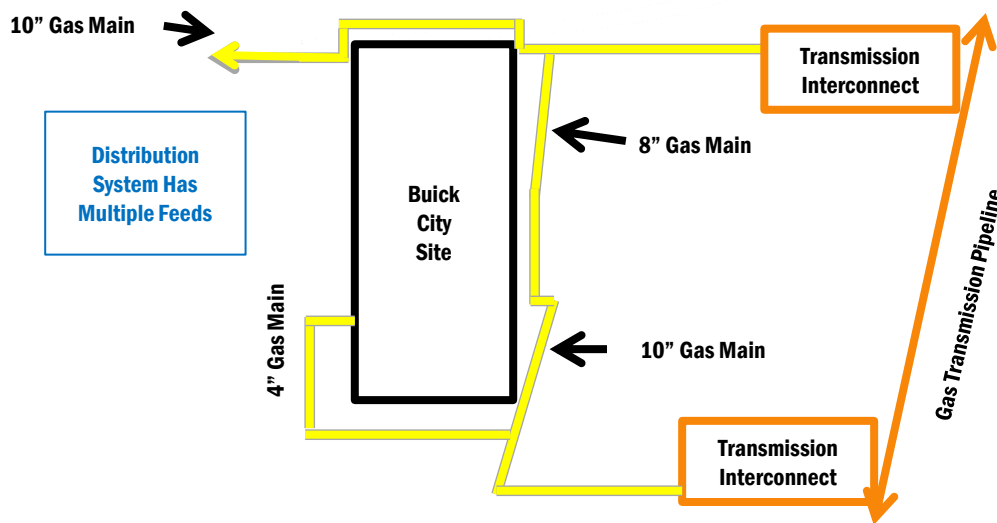 10” Gas Main
Transmission
Interconnect
8” Gas Main
Distribution
System Has
Multiple Feeds
Buick
City
Site
Gas Transmission Pipeline
4” Gas Main
10” Gas Main
Transmission
Interconnect